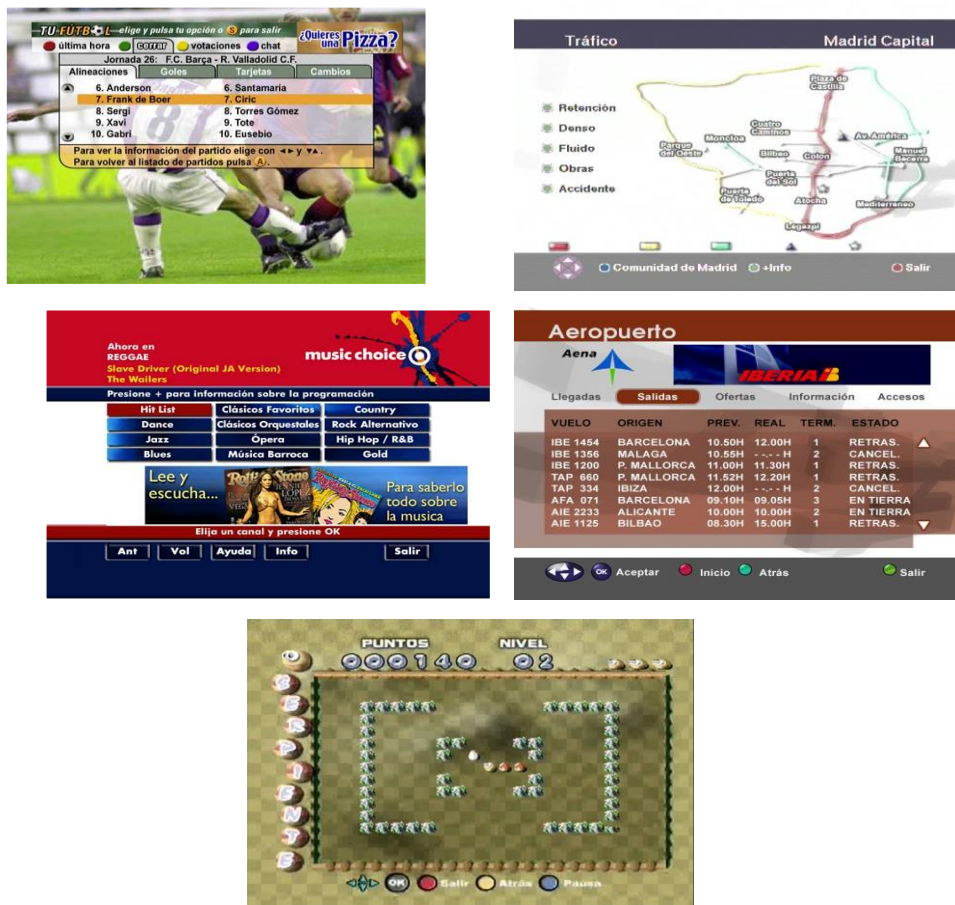 TU FÚTBOL elige y pulsa tu opción o S para salir
¿Quieres una Pizza?
última hora cerrar votaciones chat
Jornada 26: F.C. Barça - R. Valladolid C.F.
Alineaciones Goles Tarjetas Cambios
6. Anderson 6. Santamaría
7. Frank de Boer 7. Ciric
8. Sergi 8. Torres Gómez
9. Xavi 9. Tote
10. Gabri 10. Eusebio
Para ver la información del partido elige con ◄► y ▼▲.
Para volver al listado de partidos pulsa A.
Tráfico Madrid Capital
Plaza de Castilla
Retención
Denso
Fluido
Obras
Accidente
Cuatro Caminos
Moncloa
Av. América
Parque del Oeste
Bilbao
Colon
Manuel Becerra
Puerta del Sol
Puerta de Toledo
Atocha
Mediterraneo
Legazpi
Comunidad de Madrid +Info Salir
Ahora en
REGGAE
Slave Driver (Original JA Version)
The Wailers
music choice
Presione + para información sobre la programación
Hit List Clásicos Favoritos Country
Dance Clásicos Orquestales Rock Alternativo
Jazz Ópera Hip Hop / R&B
Blues Música Barroca Gold
Lee y escucha...
Rolling Stone
JENNIFER LOPEZ
Para saberlo todo sobre la musica
Elija un canal y presione OK
Ant Vol Ayuda Info Salir
Aeropuerto
Aena
IBERIA
Llegadas Salidas Ofertas Información Accesos
VUELO ORIGEN PREV. REAL TERM. ESTADO
IBE 1454 BARCELONA 10.50H 12.00H 1 RETRAS.
IBE 1356 MALAGA 10.55H - -.- - H 2 CANCEL.
IBE 1200 P. MALLORCA 11.00H 11.30H 1 RETRAS.
TAP 660 P. MALLORCA 11.52H 12.20H 1 RETRAS.
TAP 334 IBIZA 12.00H - -.- - H 2 CANCEL.
AFA 071 BARCELONA 09.10H 09.05H 3 EN TIERRA
AIE 2233 ALICANTE 10.00H 10.00H 2 EN TIERRA
AIE 1125 BILBAO 08.30H 15.00H 1 RETRAS.
OK Aceptar Inicio Atrás Salir
PUNTOS NIVEL
000140 02
SERPIENTE
OK Salir Atrás Pausa